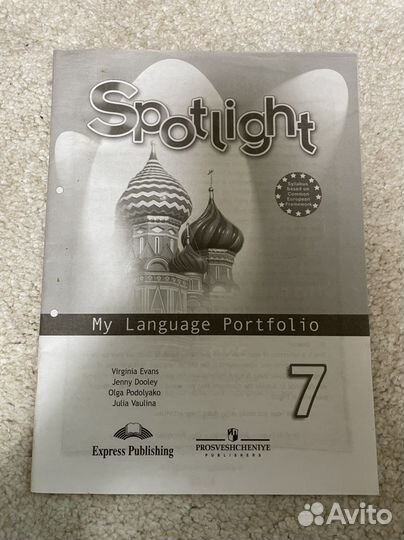 Spotlight
Syllabus
based on
Common
European
Framework
My Language Portfolio
Virginia Evans
Jenny Dooley
Olga Podolyako
Julia Vaulina
7
Express Publishing
PROSVESHCHENIYE
PUBLISHERS
Avito